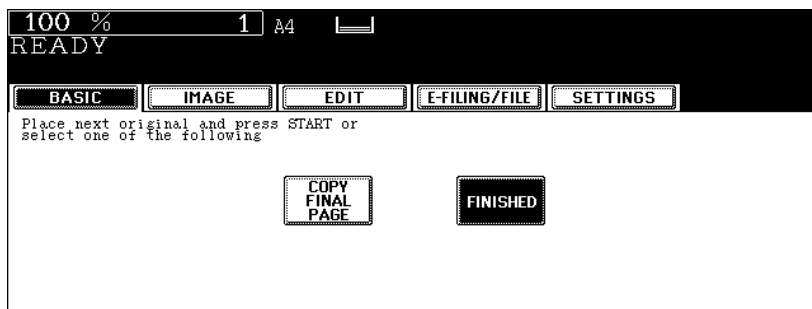 100 % 1 A4
READY
BASIC IMAGE EDIT E-FILING/FILE SETTINGS
Place next original and press START or
select one of the following
COPY
FINAL
PAGE
FINISHED